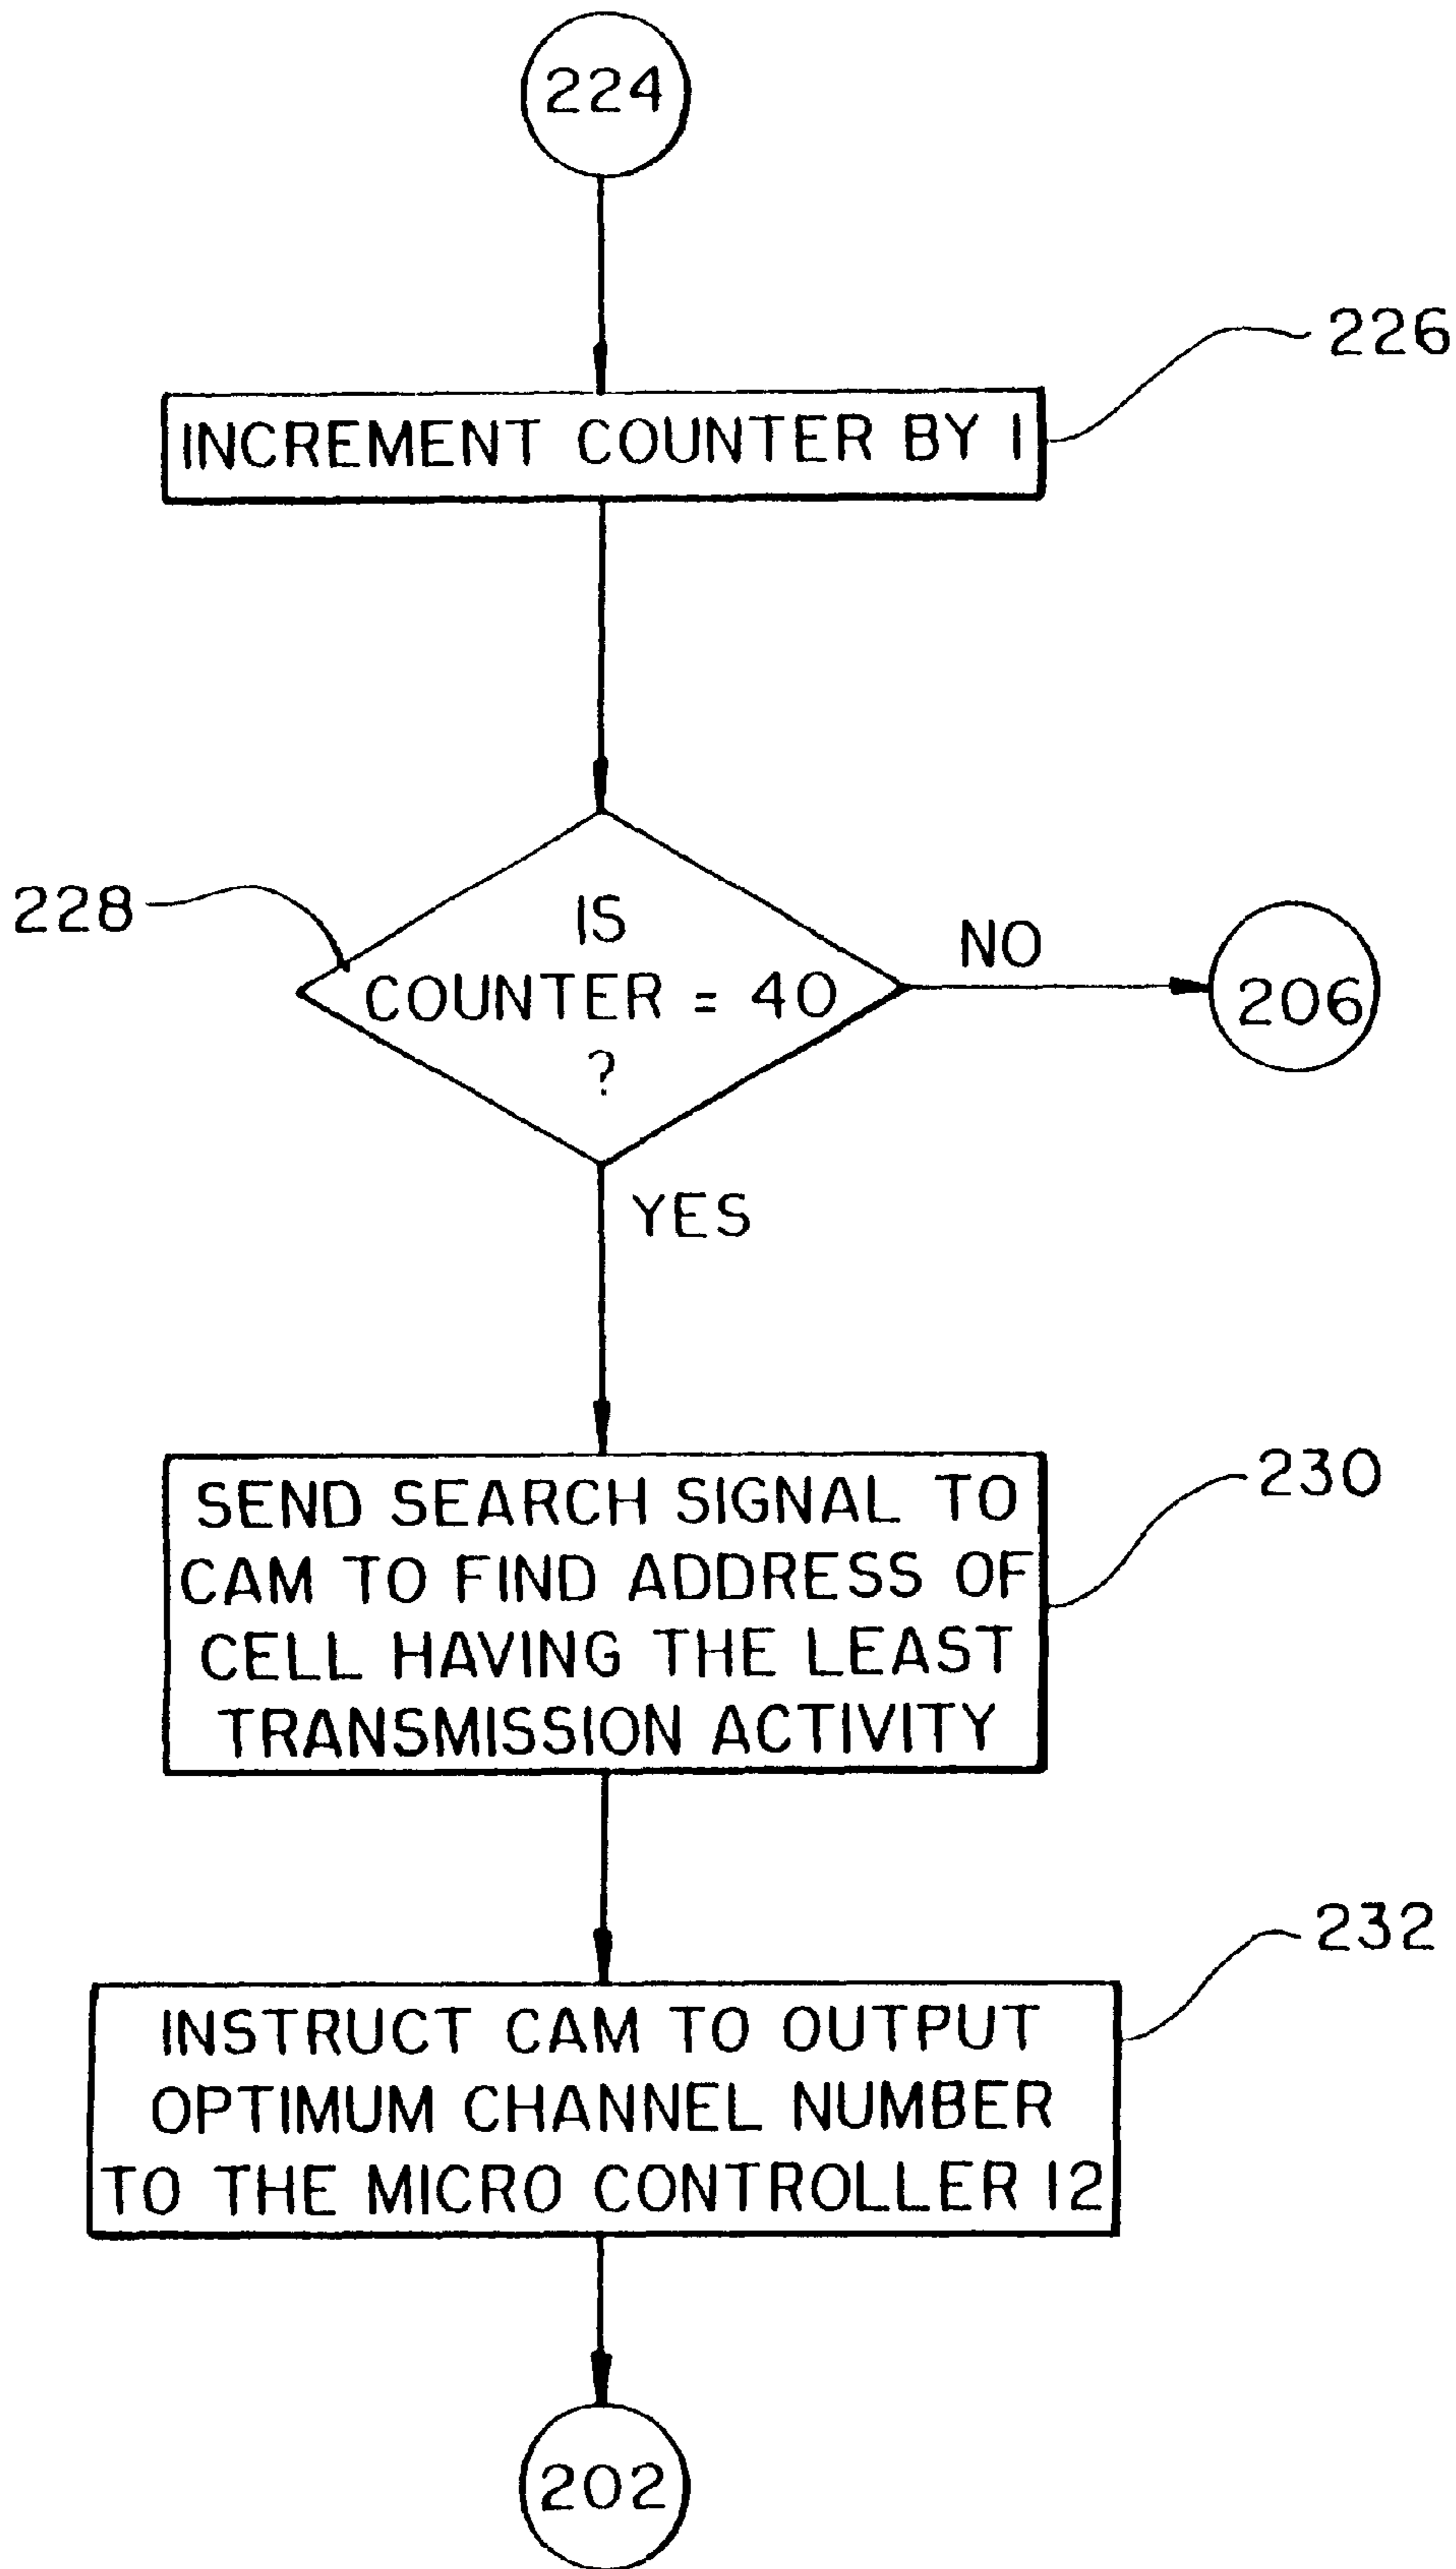 224
226
INCREMENT COUNTER BY 1
228
IS
COUNTER = 40
?
NO
206
YES
230
SEND SEARCH SIGNAL TO
CAM TO FIND ADDRESS OF
CELL HAVING THE LEAST
TRANSMISSION ACTIVITY
232
INSTRUCT CAM TO OUTPUT
OPTIMUM CHANNEL NUMBER
TO THE MICRO CONTROLLER 12
202